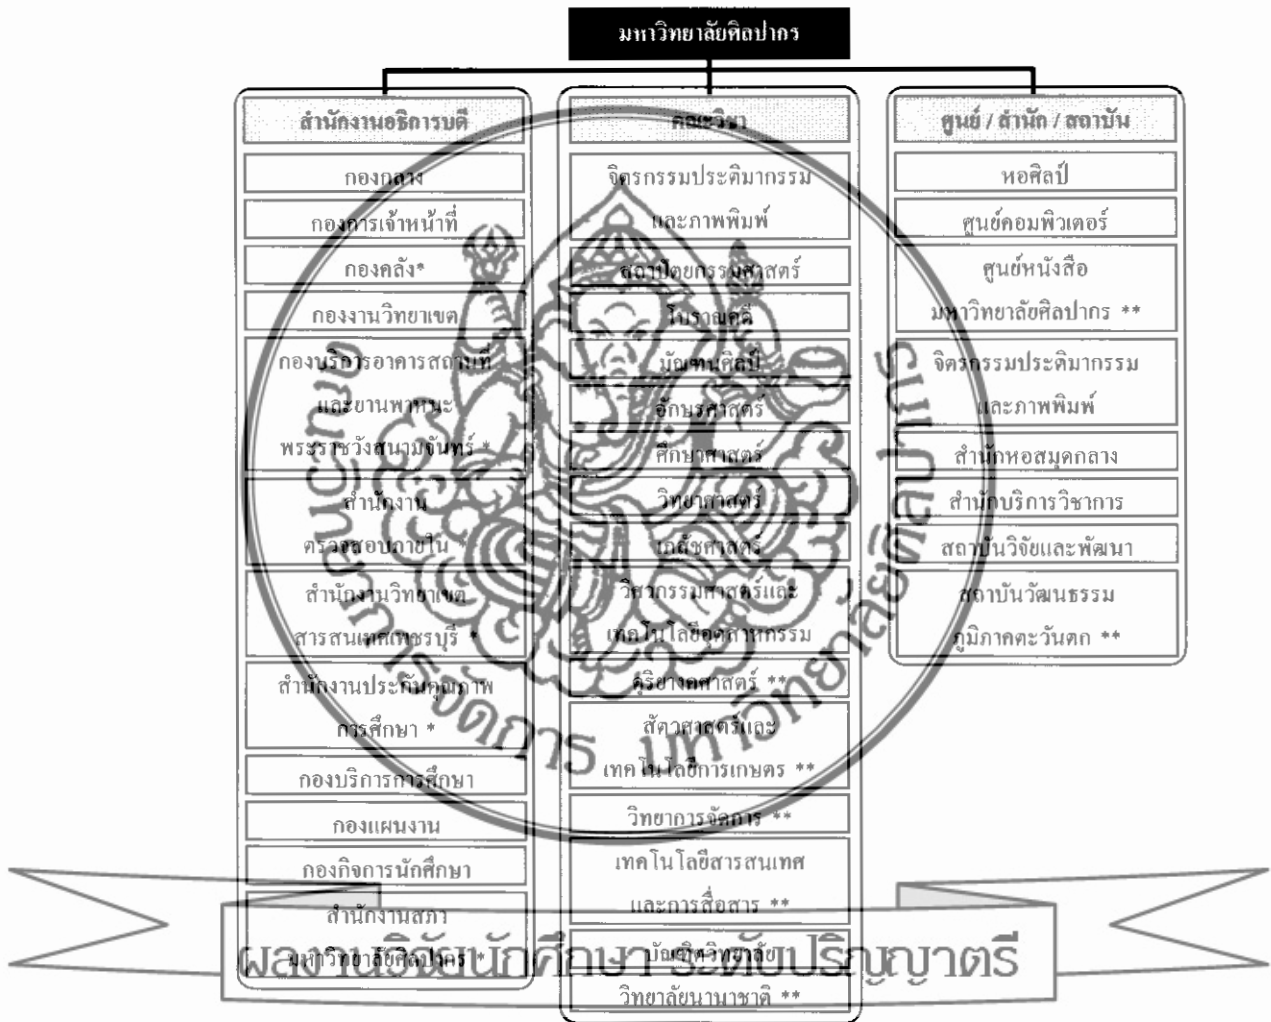 มหาวิทยาลัยศิลปากร
สำนักงานอธิการบดี
กองกลาง
กองการเจ้าหน้าที่
กองคลัง*
กองงานวิทยาเขต
กองบริการอาคารสถานที่
และยานพาหนะ
พระราชวังสนามจันทร์ *
สำนักงาน
ตรวจสอบภายใน *
สำนักงานวิทยาเขต
สารสนเทศเพชรบุรี *
สำนักงานประกันคุณภาพ
การศึกษา *
กองบริการการศึกษา
กองแผนงาน
กองกิจการนักศึกษา
สำนักงานสภา
มหาวิทยาลัยศิลปากร *
คณะวิชา
จิตรกรรมประติมากรรม
และภาพพิมพ์
สถาปัตยกรรมศาสตร์
โบราณคดี
มัณฑนศิลป์
อักษรศาสตร์
ศึกษาศาสตร์
วิทยาศาสตร์
เภสัชศาสตร์
วิศวกรรมศาสตร์และ
เทคโนโลยีอุตสาหกรรม
ดุริยางคศาสตร์ **
สัตวศาสตร์และ
เทคโนโลยีการเกษตร **
วิทยาการจัดการ **
เทคโนโลยีสารสนเทศ
และการสื่อสาร **
บัณฑิตวิทยาลัย
วิทยาลัยนานาชาติ **
ศูนย์ / สำนัก / สถาบัน
หอศิลป์
ศูนย์คอมพิวเตอร์
ศูนย์หนังสือ
มหาวิทยาลัยศิลปากร **
จิตรกรรมประติมากรรม
และภาพพิมพ์
สำนักหอสมุดกลาง
สำนักบริการวิชาการ
สถาบันวิจัยและพัฒนา
สถาบันวัฒนธรรม
ภูมิภาคตะวันตก **
คณะวิทยาการจัดการ มหาวิทยาลัยศิลปากร
ผลงานวิจัยนักศึกษา ระดับปริญญาตรี